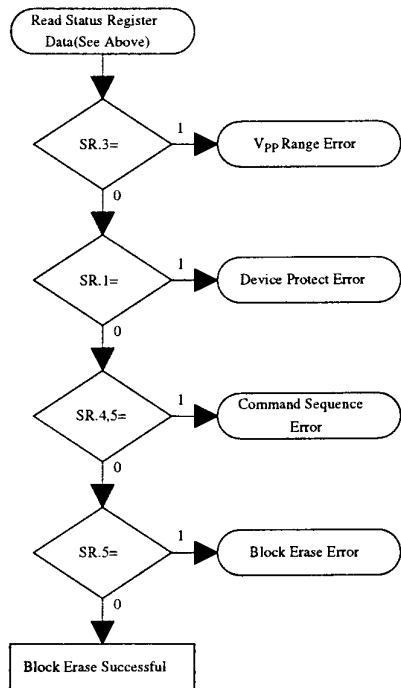 Read Status Register
Data(See Above)
SR.3=
1
VPP Range Error
0
SR.1=
1
Device Protect Error
0
SR.4,5=
1
Command Sequence
Error
0
SR.5=
1
Block Erase Error
0
Block Erase Successful